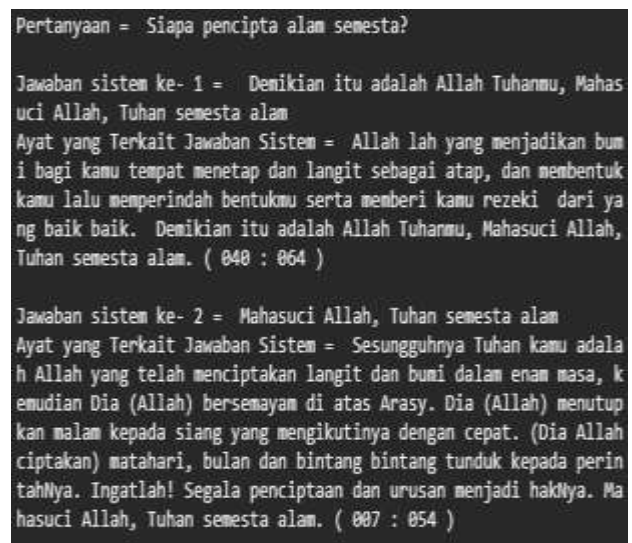 Pertanyaan =  Siapa pencipta alam semesta?
Jawaban sistem ke- 1 =   Demikian itu adalah Allah Tuhanmu, Mahas
uci Allah, Tuhan semesta alam
Ayat yang Terkait Jawaban Sistem =  Allah lah yang menjadikan bum
i bagi kamu tempat menetap dan langit sebagai atap, dan membentuk
kamu lalu memperindah bentukmu serta memberi kamu rezeki  dari ya
ng baik baik.  Demikian itu adalah Allah Tuhanmu, Mahasuci Allah,
Tuhan semesta alam. ( 040 : 064 )
Jawaban sistem ke- 2 =  Mahasuci Allah, Tuhan semesta alam
Ayat yang Terkait Jawaban Sistem =  Sesungguhnya Tuhan kamu adala
h Allah yang telah menciptakan langit dan bumi dalam enam masa, k
emudian Dia (Allah) bersemayam di atas Arasy. Dia (Allah) menutup
kan malam kepada siang yang mengikutinya dengan cepat. (Dia Allah
ciptakan) matahari, bulan dan bintang bintang tunduk kepada perin
tahNya. Ingatlah! Segala penciptaan dan urusan menjadi hakNya. Ma
hasuci Allah, Tuhan semesta alam. ( 007 : 054 )